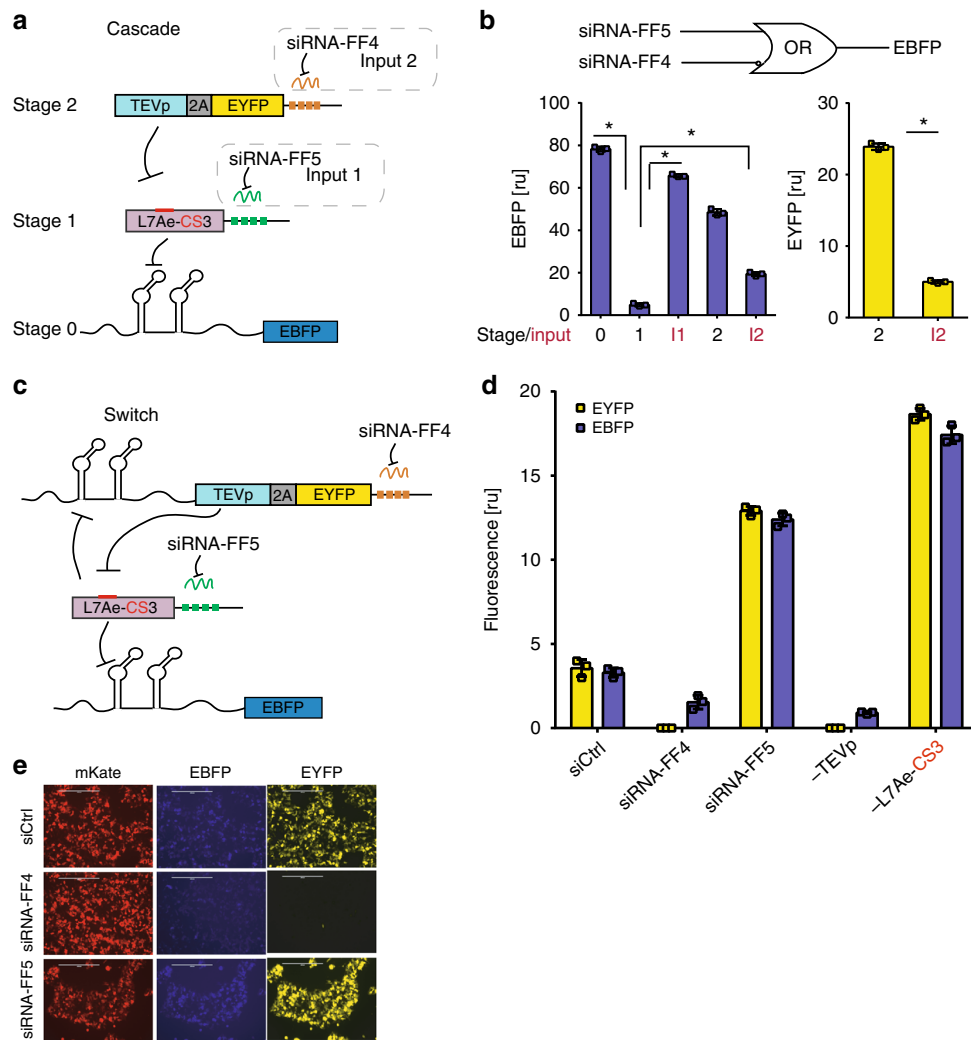 a
Cascade
siRNA-FF4
Input 2
Stage 2
TEVp 2A EYFP
siRNA-FF5
Input 1
Stage 1
L7Ae-CS3
Stage 0
EBFP
b
siRNA-FF5
siRNA-FF4
OR
EBFP
EBFP [ru]
100
80
60
40
20
0
* * *
Stage/input 0 1 I1 2 I2
EYFP [ru]
30
20
10
0
*
2 I2
c
Switch
siRNA-FF4
TEVp 2A EYFP
siRNA-FF5
L7Ae-CS3
EBFP
d
EYFP
EBFP
Fluorescence [ru]
20
15
10
5
0
siCtrl
siRNA-FF4
siRNA-FF5
–TEVp
–L7Ae-CS3
e
mKate EBFP EYFP
siCtrl
siRNA-FF4
siRNA-FF5